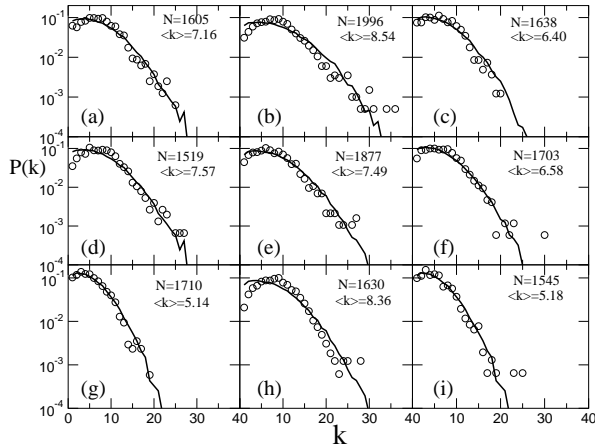 10⁻¹
N=1605
<k>=7.16
N=1996
<k>=8.54
N=1638
<k>=6.40
10⁻²
10⁻³
(a)
(b)
(c)
10⁻⁴
P(k)
10⁻¹
N=1519
<k>=7.57
N=1877
<k>=7.49
N=1703
<k>=6.58
10⁻²
10⁻³
(d)
(e)
(f)
10⁻⁴
10⁻¹
N=1710
<k>=5.14
N=1630
<k>=8.36
N=1545
<k>=5.18
10⁻²
10⁻³
(g)
(h)
(i)
10⁻⁴
0 10 20 30 40 10 20 30 40 10 20 30 40
k